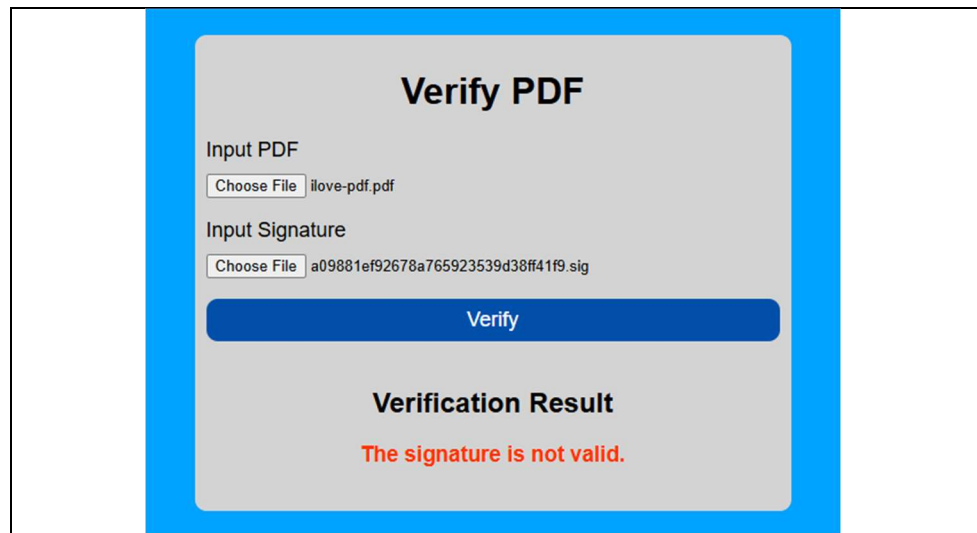 Verify PDF
Input PDF
Choose File ilove-pdf.pdf
Input Signature
Choose File a09881ef92678a765923539d38ff41f9.sig
Verify
Verification Result
The signature is not valid.